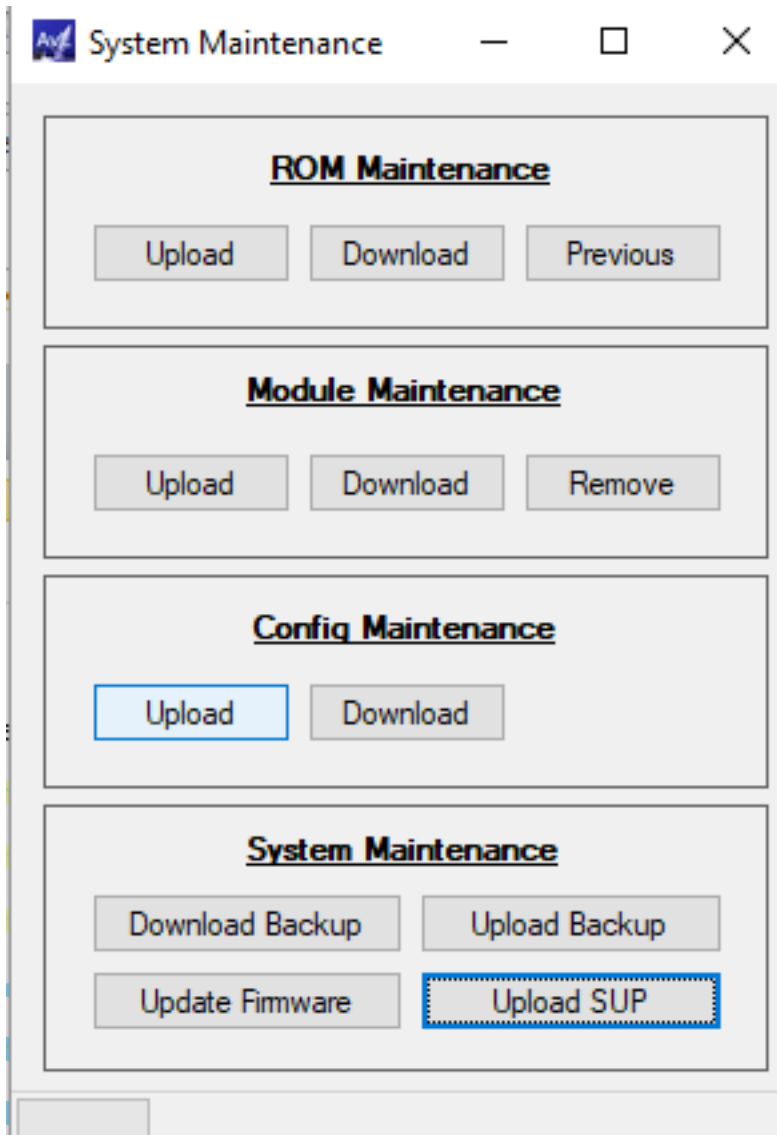 System Maintenance
ROM Maintenance
Upload Download Previous
Module Maintenance
Upload Download Remove
Config Maintenance
Upload Download
System Maintenance
Download Backup Upload Backup
Update Firmware Upload SUP